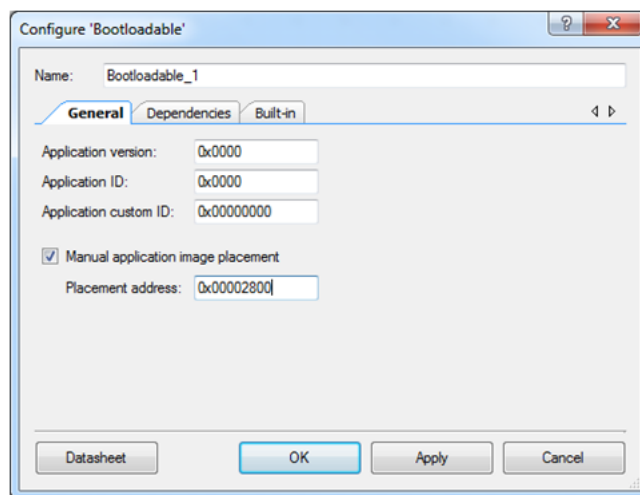 Configure 'Bootloadable'
Name: Bootloadable_1
General Dependencies Built-in
Application version: 0x0000
Application ID: 0x0000
Application custom ID: 0x00000000
Manual application image placement
Placement address: 0x00002800
Datasheet OK Apply Cancel